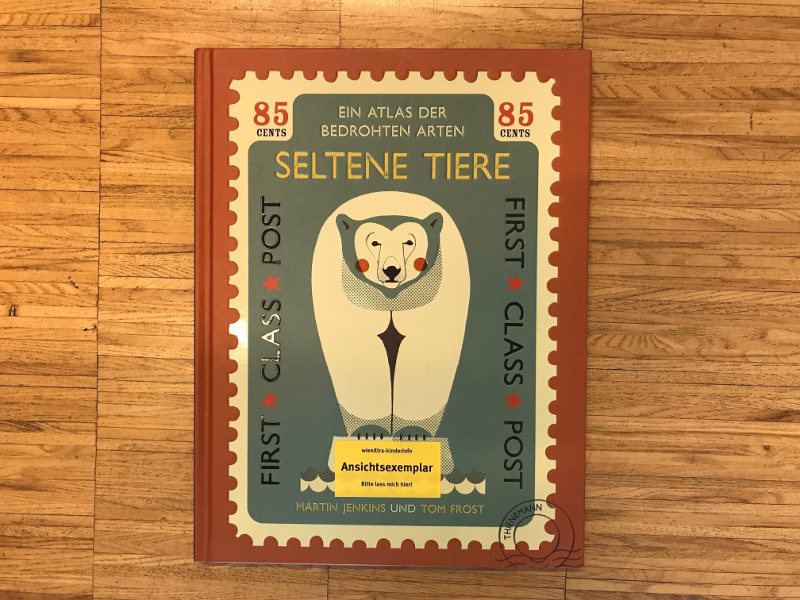 85
CENTS
EIN ATLAS DER
BEDROHTEN ARTEN
85
CENTS
SELTENE TIERE
FIRST ★ CLASS ★ POST
FIRST ★ CLASS ★ POST
wienXtra-kinderinfo
Ansichtsexemplar
Bitte lass mich hier!
MARTIN JENKINS UND TOM FROST
THIENEMANN